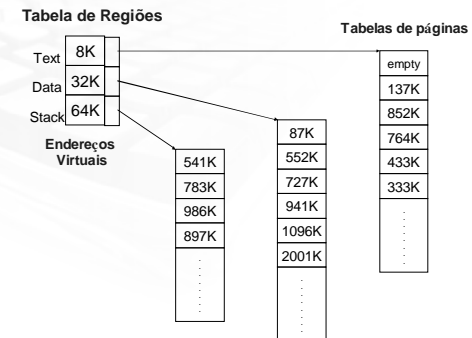 Tabela de Regiões
Tabelas de páginas
Text 8K
Data 32K
Stack 64K
Endereços
Virtuais
541K
783K
986K
897K
87K
552K
727K
941K
1096K
2001K
empty
137K
852K
764K
433K
333K